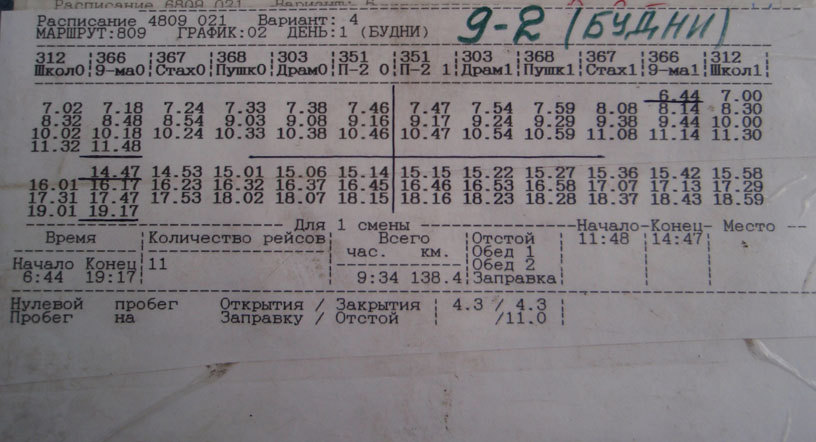 Расписание 4809 021 Вариант: 4
МАРШРУТ:809 ГРАФИК:02 ДЕНЬ:1 (БУДНИ)
9-2 (БУДНИ)
312 |366 |367 |368 |303 |351 |351 |303 |368 |367 |366 |312
Школ0|9-ма0|Стах0|Пушк0|Драм0|П-2 0|П-2 1|Драм1|Пушк1|Стах1|9-ма1|Школ1
6.44 7.00
7.02 7.18 7.24 7.33 7.38 7.46 7.47 7.54 7.59 8.08 8.14 8.30
8.32 8.48 8.54 9.03 9.08 9.16 9.17 9.24 9.29 9.38 9.44 10.00
10.02 10.18 10.24 10.33 10.38 10.46 10.47 10.54 10.59 11.08 11.14 11.30
11.32 11.48
14.47 14.53 15.01 15.06 15.14 15.15 15.22 15.27 15.36 15.42 15.58
16.01 16.17 16.23 16.32 16.37 16.45 16.46 16.53 16.58 17.07 17.13 17.29
17.31 17.47 17.53 18.02 18.07 18.15 18.16 18.23 18.28 18.37 18.43 18.59
19.01 19.17
Для 1 смены Начало-Конец- Место
Время |Количество рейсов| Всего |Отстой |11:48 |14:47|
час. км. |Обед 1
Начало Конец|11 Обед 2
6:44 19:17| 9:34 138.4|Заправка|
Нулевой пробег Открытия / Закрытия | 4.3 / 4.3 |
Пробег на Заправку / Отстой | /11.0 |